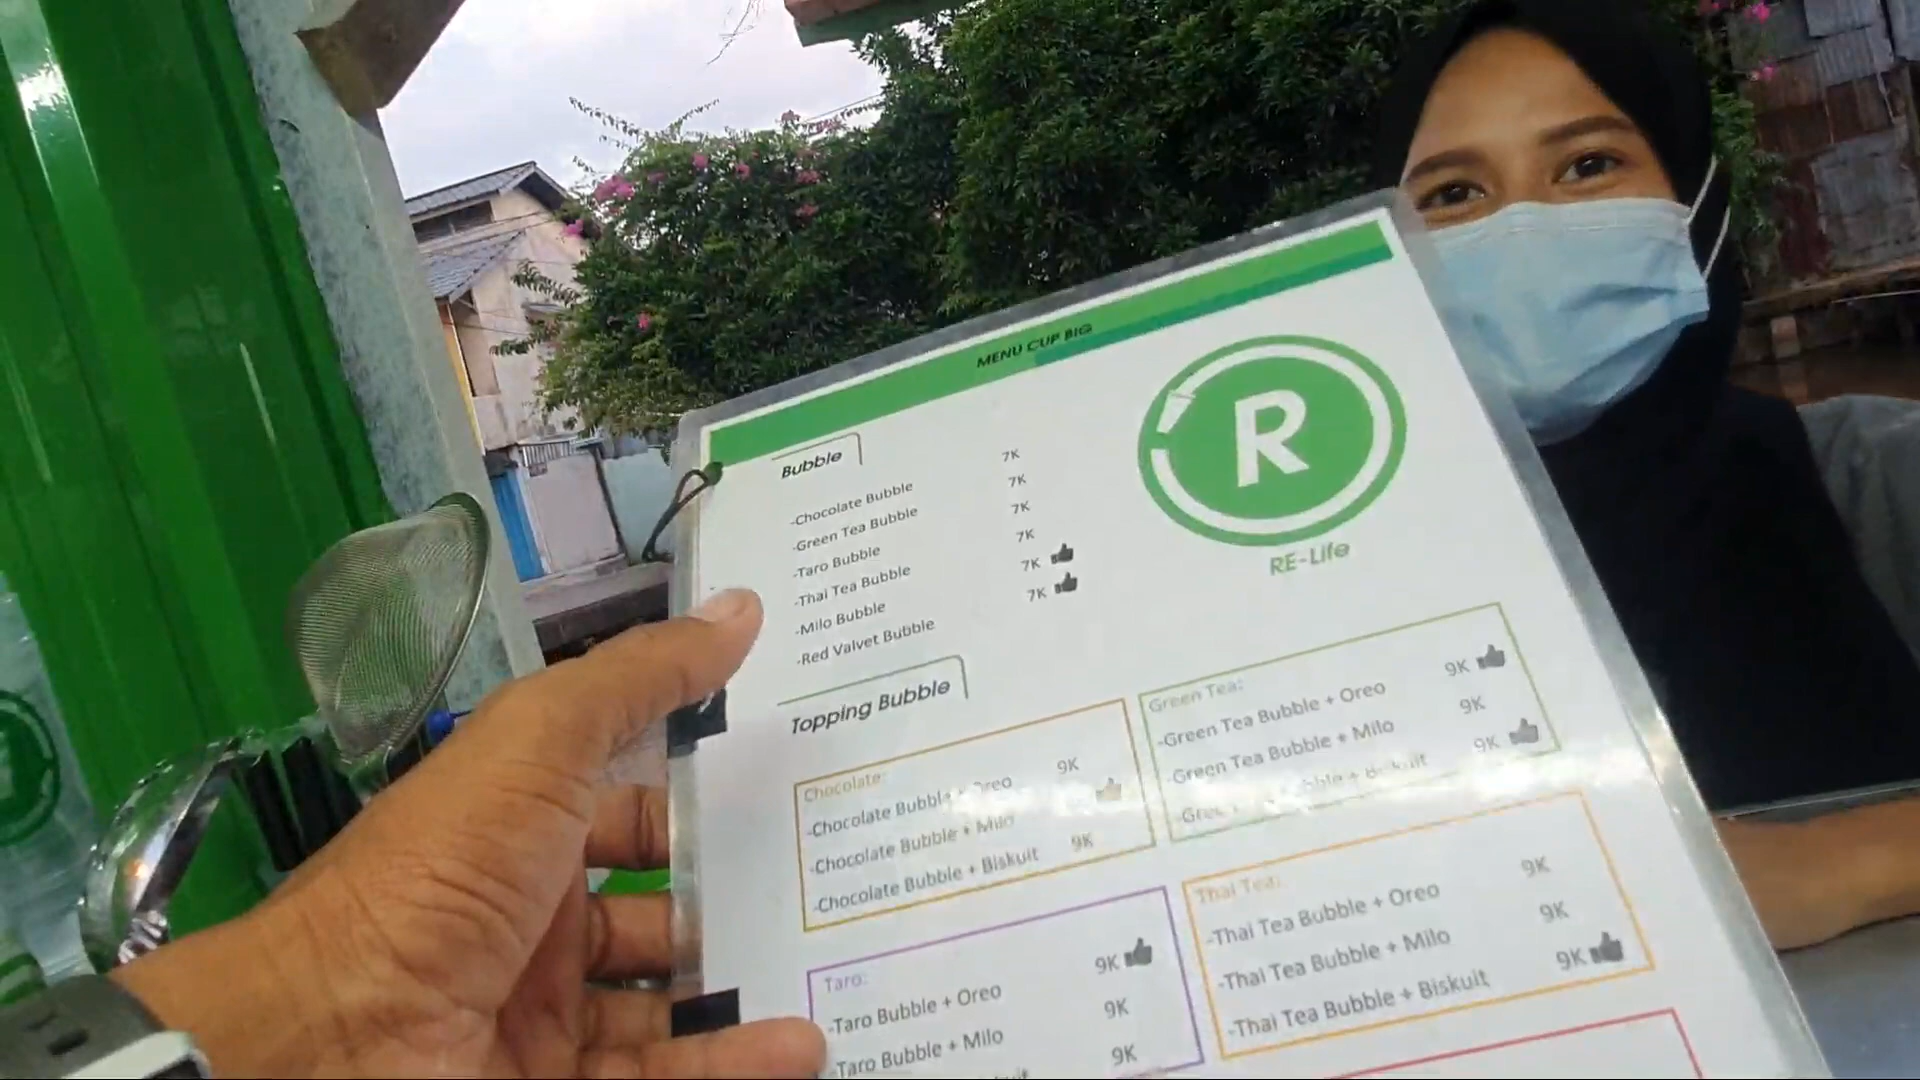 MENU CUP BIG
R
RE-Life
Bubble
-Chocolate Bubble 7K
-Green Tea Bubble 7K
-Taro Bubble 7K
-Thai Tea Bubble 7K
-Milo Bubble 7K
-Red Valvet Bubble 7K
Topping Bubble
Chocolate:
-Chocolate Bubble + Oreo 9K
-Chocolate Bubble + Milo
-Chocolate Bubble + Biskuit 9K
Green Tea:
-Green Tea Bubble + Oreo 9K
-Green Tea Bubble + Milo 9K
-Green Bubble + Biskuit 9K
Taro:
-Taro Bubble + Oreo 9K
-Taro Bubble + Milo 9K
9K
Thai Tea:
-Thai Tea Bubble + Oreo 9K
-Thai Tea Bubble + Milo 9K
-Thai Tea Bubble + Biskuit 9K